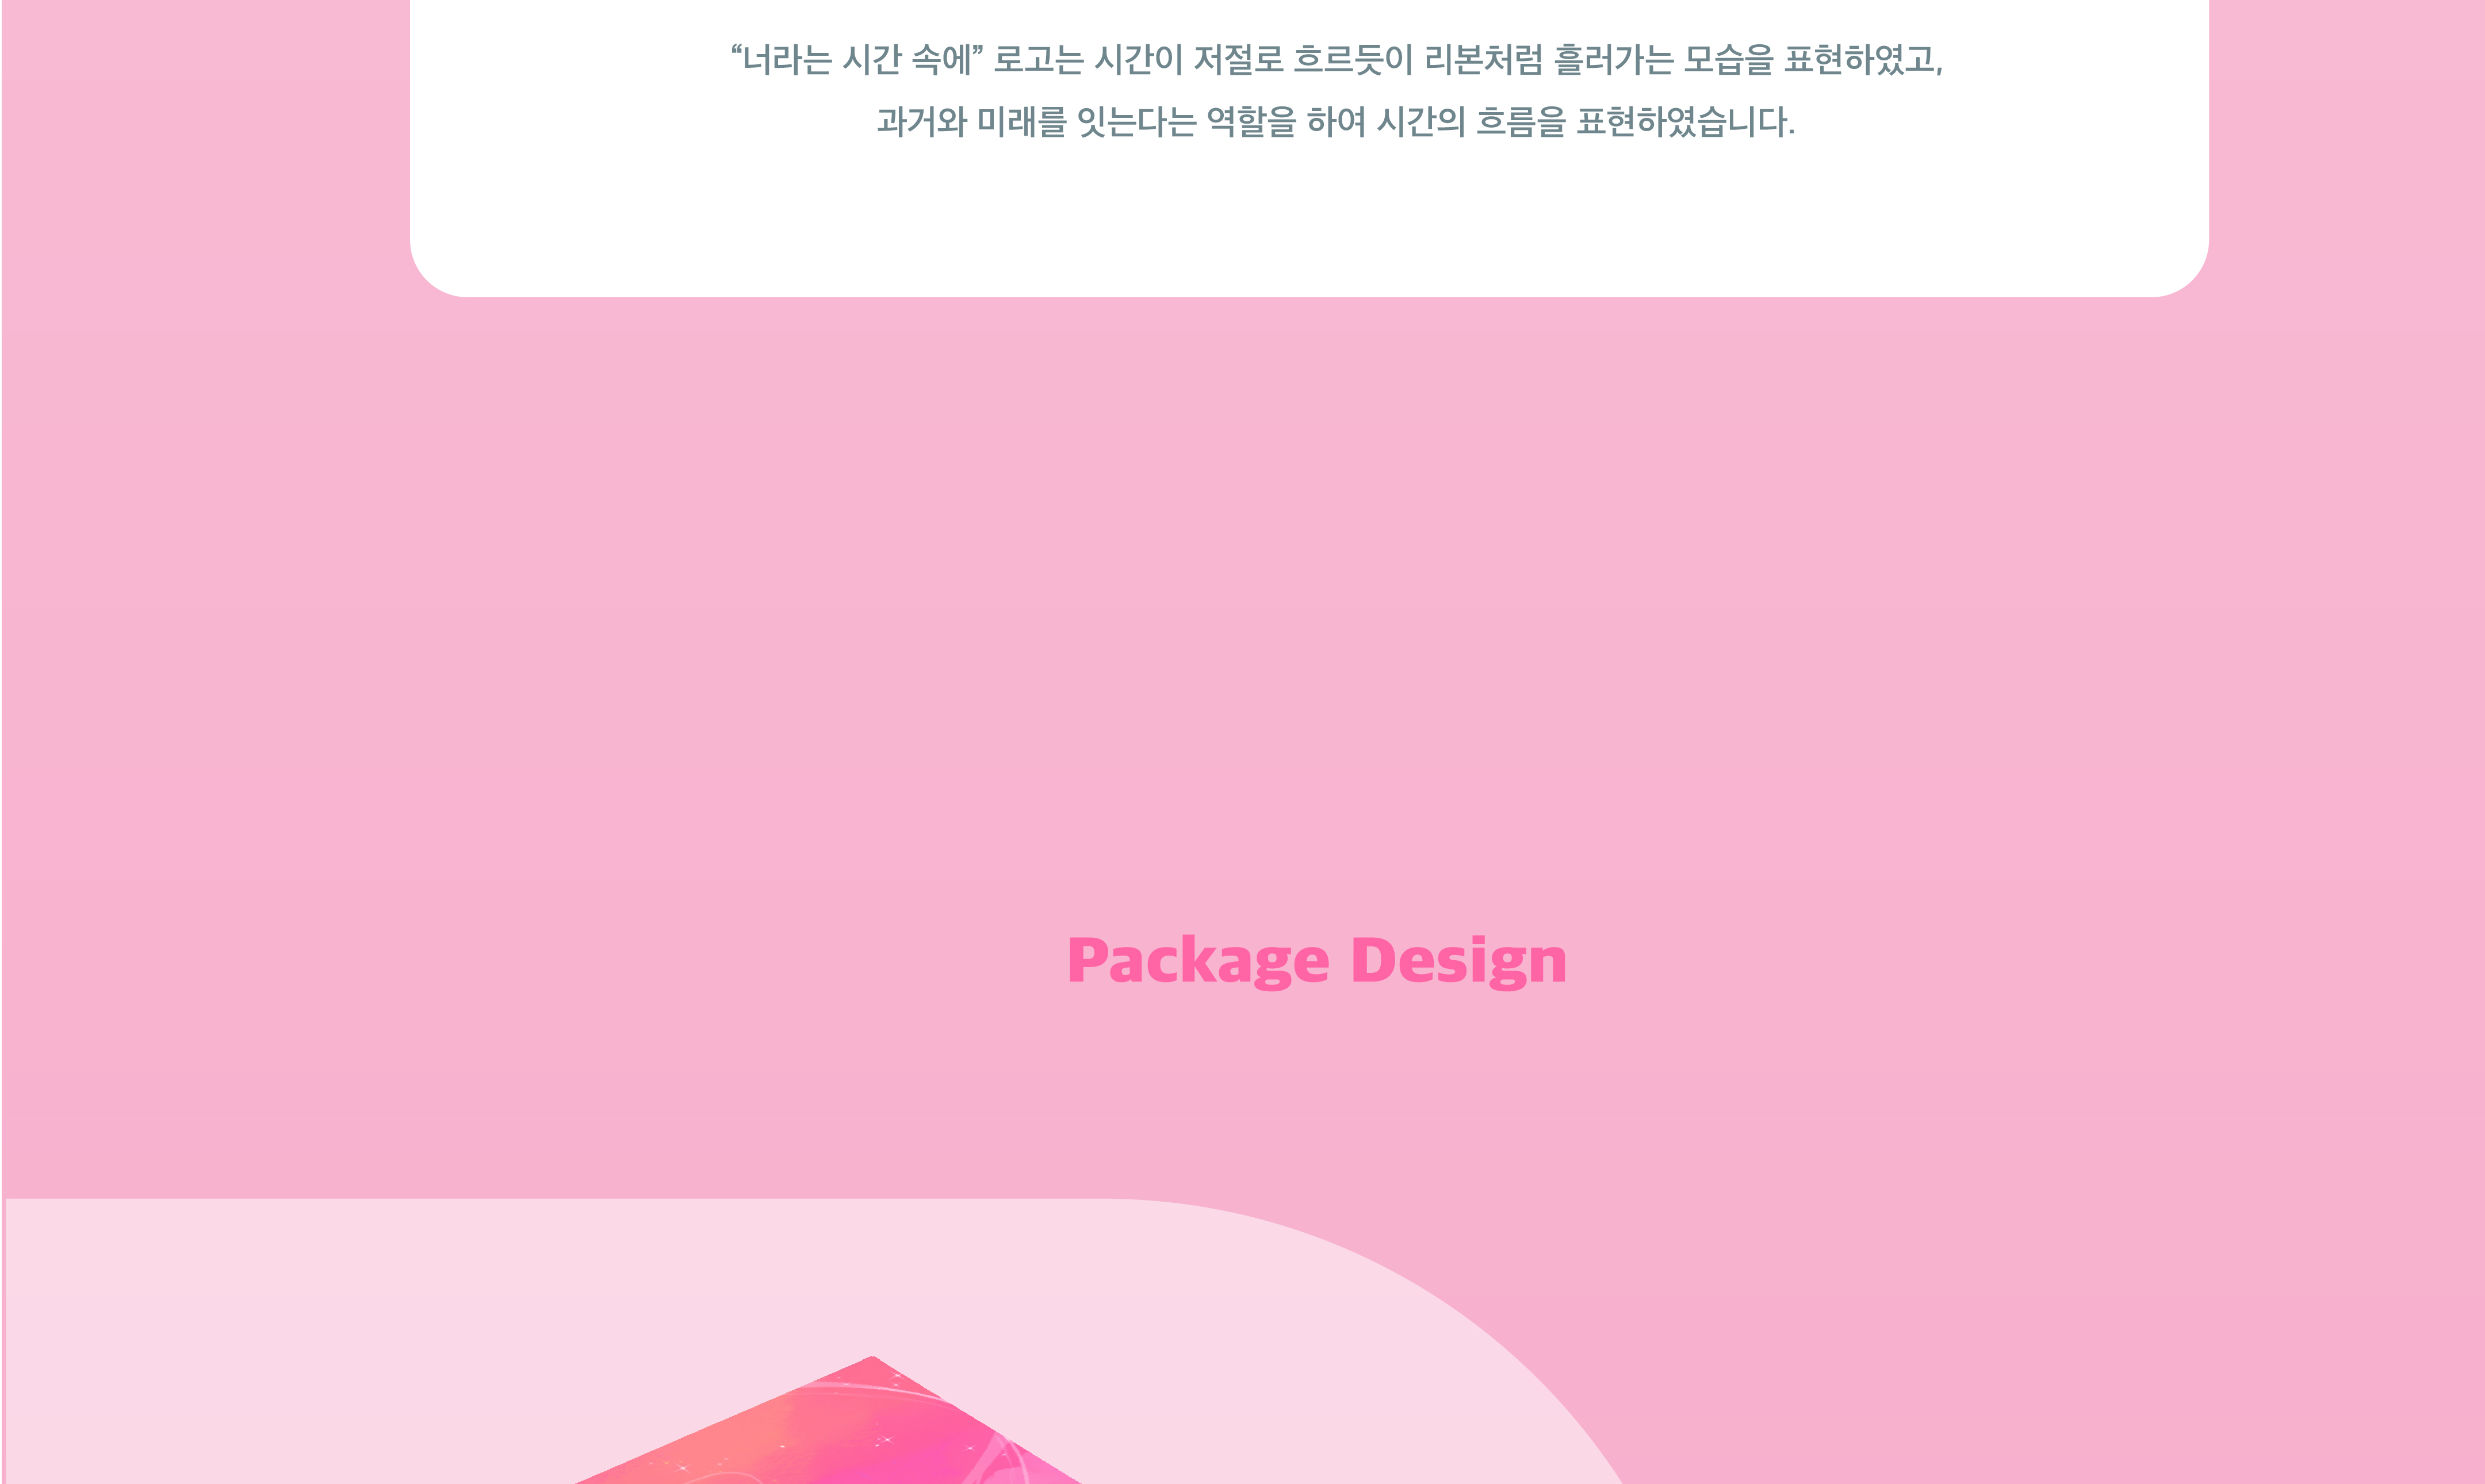 “너라는 시간 속에” 로고는 시간이 저절로 흐르듯이 리본처럼 흘러가는 모습을 표현하였고,
과거와 미래를 잇는다는 역할을 하여 시간의 흐름을 표현하였습니다.
Package Design